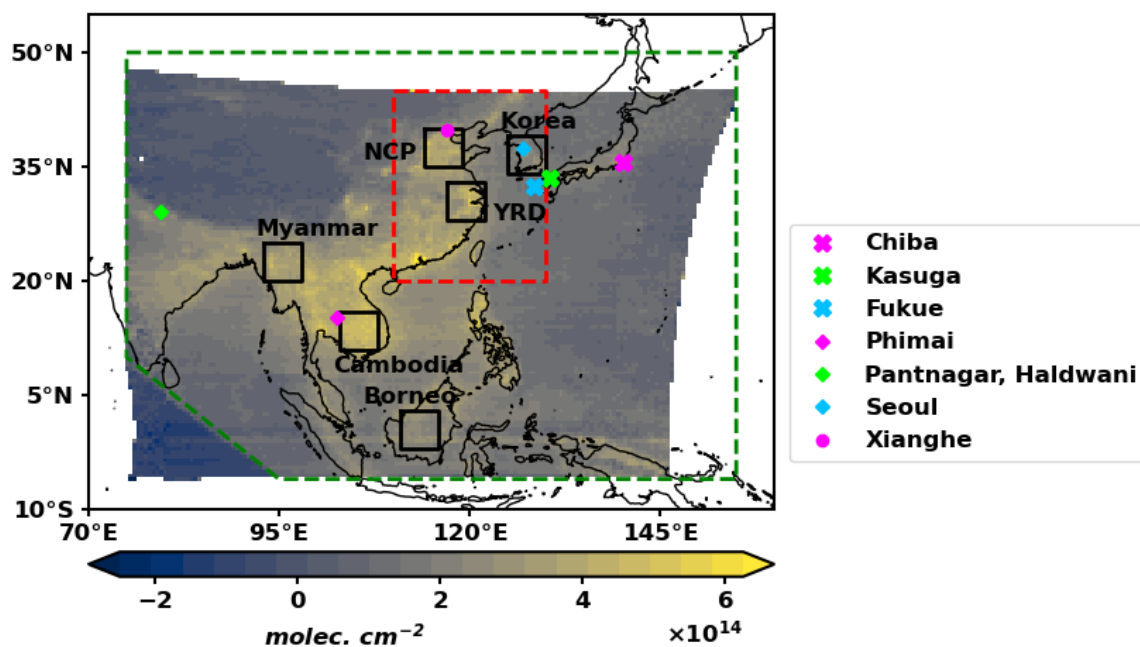 50°N
35°N
20°N
5°N
10°S
70°E
95°E
120°E
145°E
NCP
Korea
YRD
Myanmar
Cambodia
Borneo
Chiba
Kasuga
Fukue
Phimai
Pantnagar, Haldwani
Seoul
Xianghe
−2 0 2 4 6
molec. cm⁻² ×10¹⁴